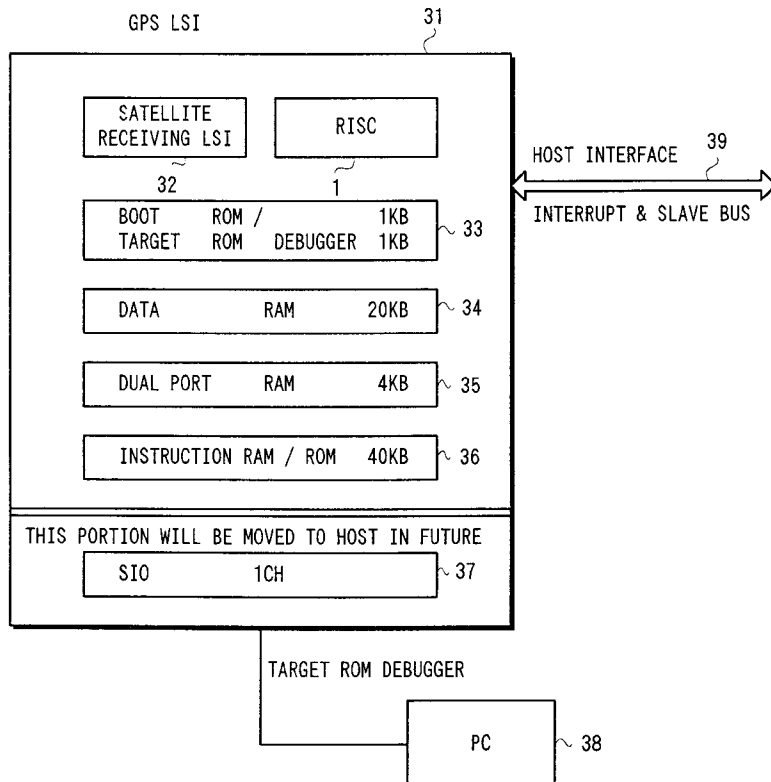 GPS LSI
31
SATELLITE
RECEIVING LSI
RISC
32
1
HOST INTERFACE
39
INTERRUPT & SLAVE BUS
BOOT ROM / 1KB
TARGET ROM DEBUGGER 1KB
33
DATA RAM 20KB
34
DUAL PORT RAM 4KB
35
INSTRUCTION RAM / ROM 40KB
36
THIS PORTION WILL BE MOVED TO HOST IN FUTURE
SIO 1CH
37
TARGET ROM DEBUGGER
PC
38